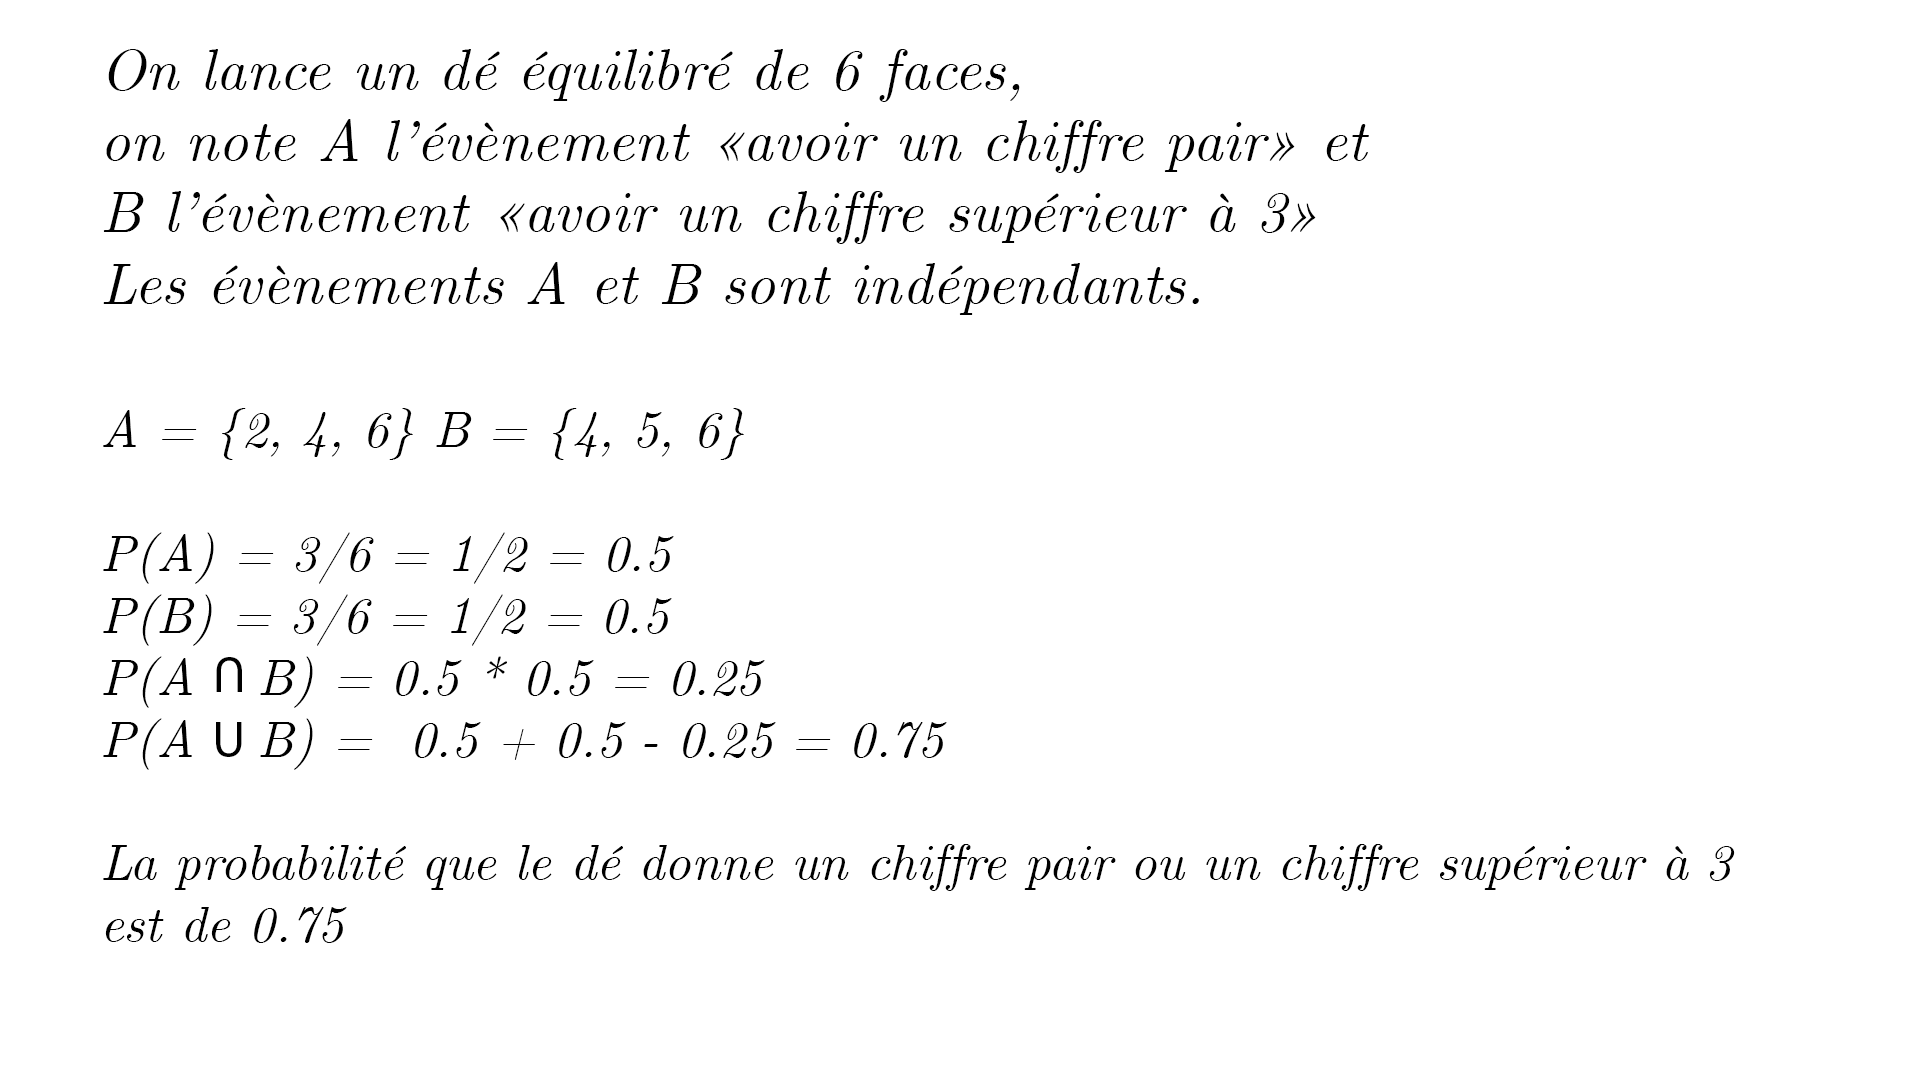 On lance un dé équilibré de 6 faces,
on note A l'évènement «avoir un chiffre pair» et
B l'évènement «avoir un chiffre supérieur à 3»
Les évènements A et B sont indépendants.
A = {2, 4, 6} B = {4, 5, 6}
P(A) = 3/6 = 1/2 = 0.5
P(B) = 3/6 = 1/2 = 0.5
P(A ∩ B) = 0.5 * 0.5 = 0.25
P(A ∪ B) = 0.5 + 0.5 - 0.25 = 0.75
La probabilité que le dé donne un chiffre pair ou un chiffre supérieur à 3
est de 0.75